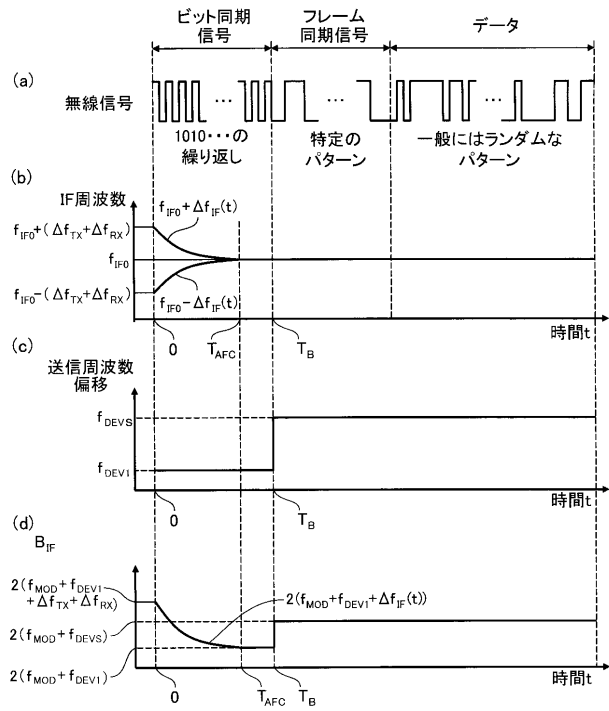 ビット同期
信号
フレーム
同期信号
データ
(a)
無線信号
･･･
･･･
･･･
1010･･･の
繰り返し
特定の
パターン
一般にはランダムな
パターン
(b)
IF周波数
fIF0+ΔfIF(t)
fIF0+(ΔfTX+ΔfRX)
fIF0
fIF0-(ΔfTX+ΔfRX)
fIF0-ΔfIF(t)
時間t
0
TAFC
TB
(c)
送信周波数
偏移
fDEVS
fDEV1
時間t
0
TB
(d)
BIF
2(fMOD+fDEV1
+ΔfTX+ΔfRX)
2(fMOD+fDEV1+ΔfIF(t))
2(fMOD+fDEVS)
2(fMOD+fDEV1)
時間t
0
TAFC
TB